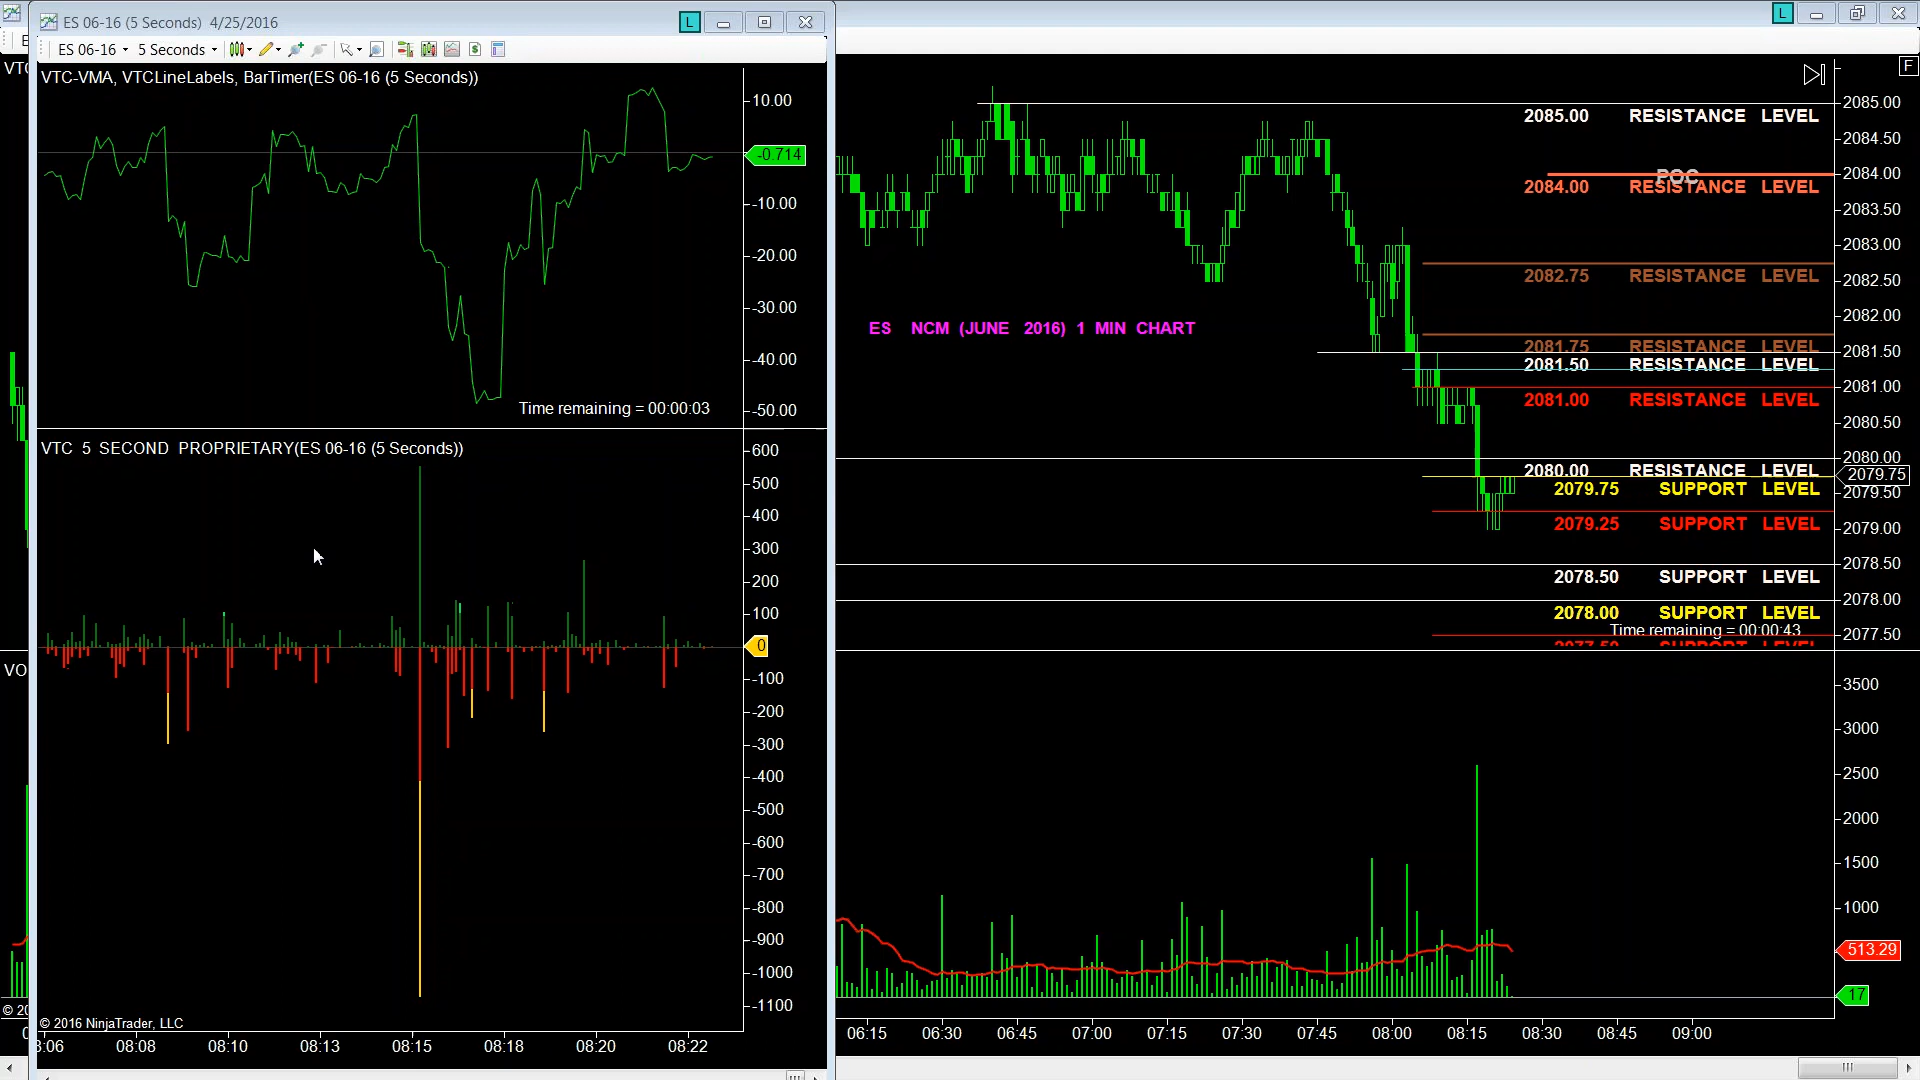 ES 06-16 (5 Seconds) 4/25/2016
L
L
ES 06-16
5 Seconds
VTC
VTC-VMA, VTCLineLabels, BarTimer(ES 06-16 (5 Seconds))
10.00
-0.714
-10.00
-20.00
-30.00
-40.00
-50.00
Time remaining = 00:00:03
VTC 5 SECOND PROPRIETARY(ES 06-16 (5 Seconds))
600
500
400
300
200
100
0
-100
-200
-300
-400
-500
-600
-700
-800
-900
-1000
-1100
VO
© 2016 NinjaTrader, LLC
08:08
08:10
08:13
08:15
08:18
08:20
08:22
F
2085.00 RESISTANCE LEVEL
POC
2084.00 RESISTANCE LEVEL
2082.75 RESISTANCE LEVEL
ES NCM (JUNE 2016) 1 MIN CHART
2081.75 RESISTANCE LEVEL
2081.50 RESISTANCE LEVEL
2081.00 RESISTANCE LEVEL
2080.00 RESISTANCE LEVEL
2079.75 SUPPORT LEVEL
2079.25 SUPPORT LEVEL
2078.50 SUPPORT LEVEL
2078.00 SUPPORT LEVEL
Time remaining = 00:00:43
2077.50 SUPPORT LEVEL
2085.00
2084.50
2084.00
2083.50
2083.00
2082.50
2082.00
2081.50
2081.00
2080.50
2080.00
2079.75
2079.50
2079.00
2078.50
2078.00
2077.50
3500
3000
2500
2000
1500
1000
513.29
17
06:15
06:30
06:45
07:00
07:15
07:30
07:45
08:00
08:15
08:30
08:45
09:00